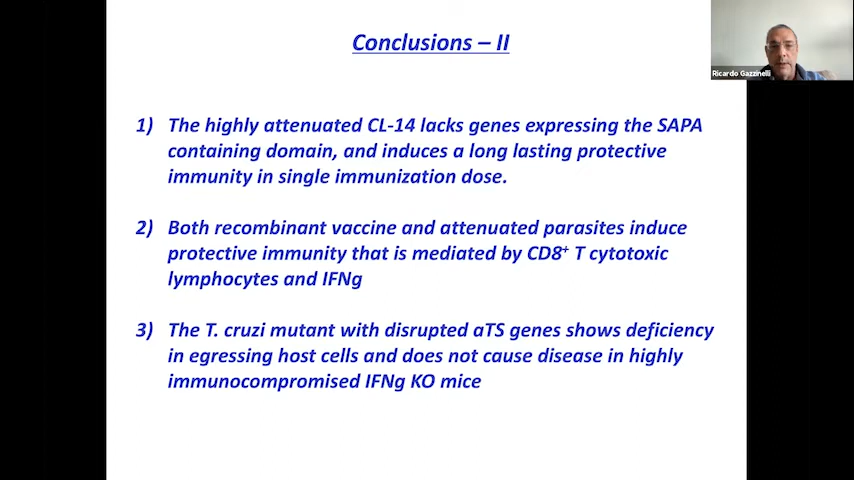 Conclusions – II
Ricardo Gazzinelli
1) The highly attenuated CL-14 lacks genes expressing the SAPA
containing domain, and induces a long lasting protective
immunity in single immunization dose.
2) Both recombinant vaccine and attenuated parasites induce
protective immunity that is mediated by CD8⁺ T cytotoxic
lymphocytes and IFNg
3) The T. cruzi mutant with disrupted aTS genes shows deficiency
in egressing host cells and does not cause disease in highly
immunocompromised IFNg KO mice